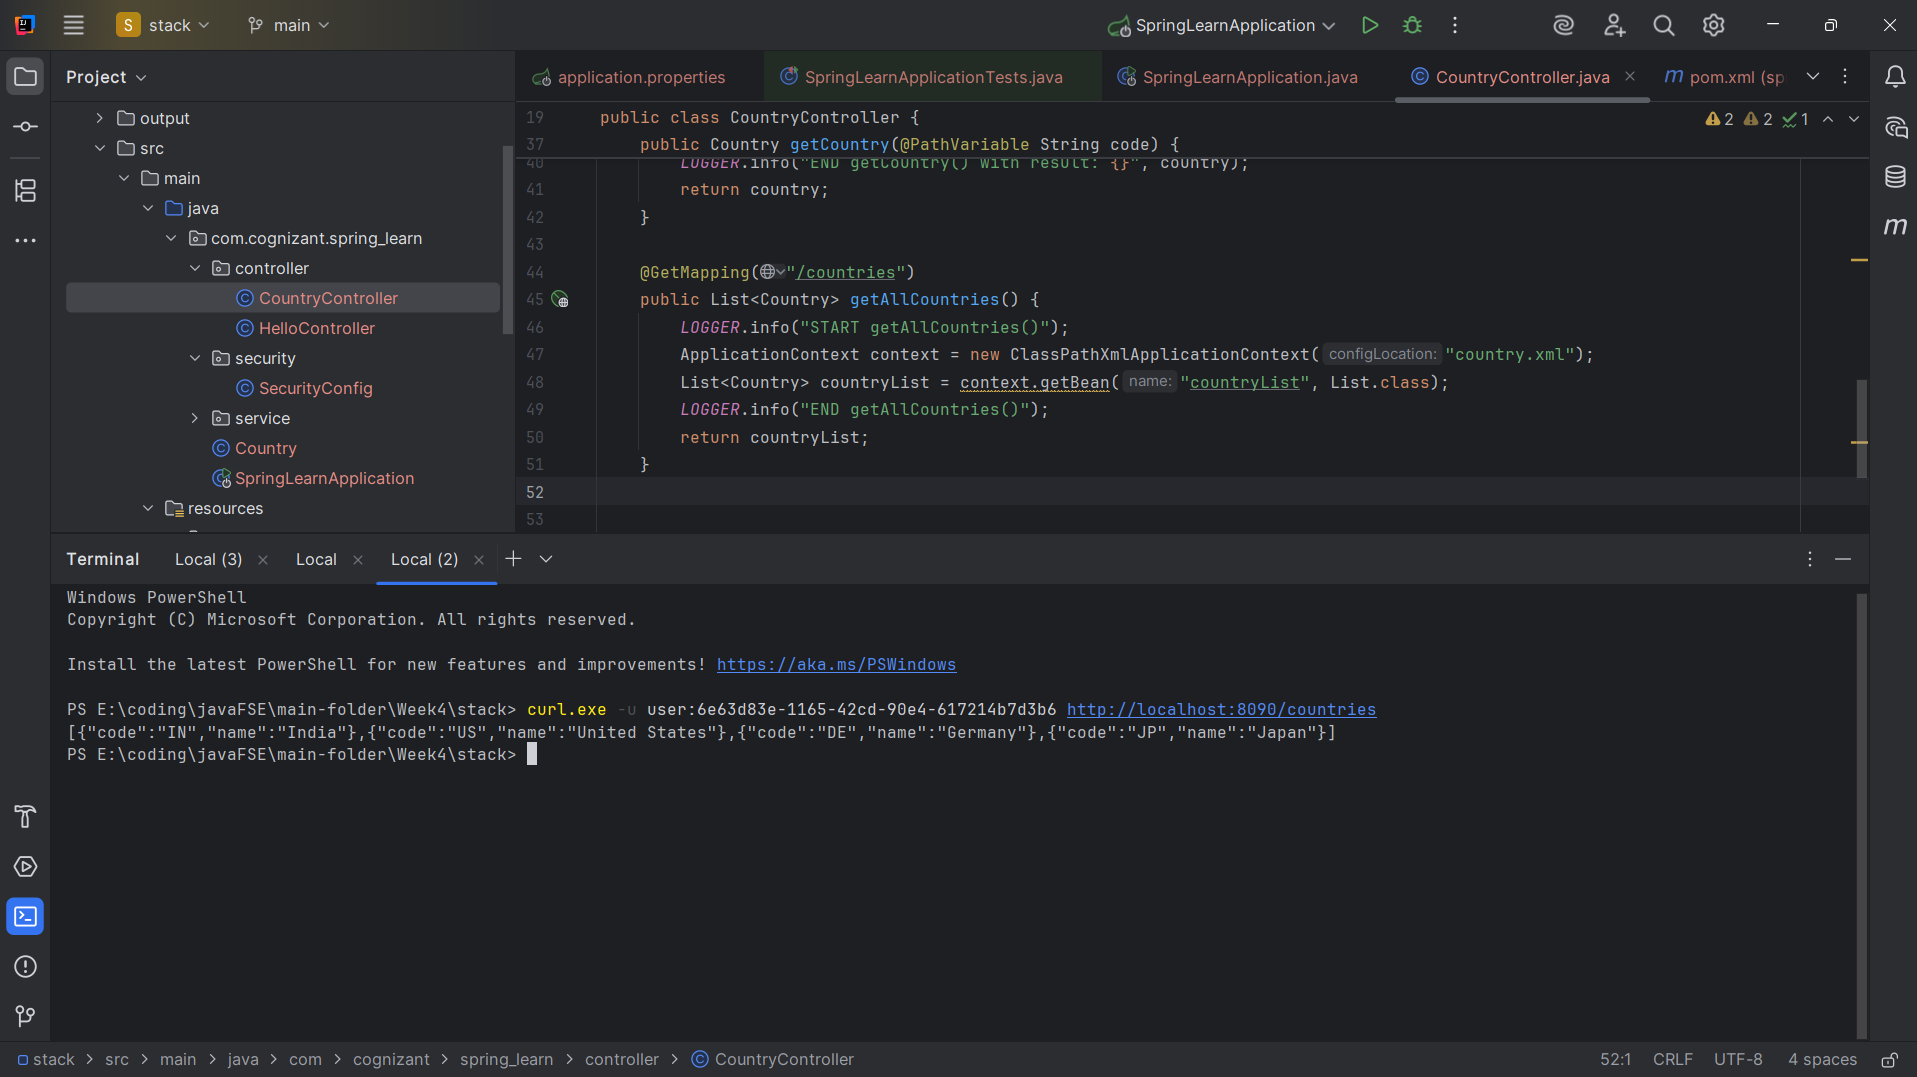 S stack main SpringLearnApplication
Project
application.properties SpringLearnApplicationTests.java SpringLearnApplication.java CountryController.java m pom.xml (sp
output
src
main
java
com.cognizant.spring_learn
controller
CountryController
HelloController
security
SecurityConfig
service
Country
SpringLearnApplication
resources
19 public class CountryController {
2 2 1
37 public Country getCountry(@PathVariable String code) {
40 LOGGER.info("END getCountry() with result: {}", country);
41 return country;
42 }
43
44 @GetMapping("/countries")
45 public List<Country> getAllCountries() {
46 LOGGER.info("START getAllCountries()");
47 ApplicationContext context = new ClassPathXmlApplicationContext( configLocation: "country.xml");
48 List<Country> countryList = context.getBean( name: "countryList", List.class);
49 LOGGER.info("END getAllCountries()");
50 return countryList;
51 }
52
53
m
Terminal Local (3) Local Local (2)
Windows PowerShell
Copyright (C) Microsoft Corporation. All rights reserved.
Install the latest PowerShell for new features and improvements! https://aka.ms/PSWindows
PS E:\coding\javaFSE\main-folder\Week4\stack> curl.exe -u user:6e63d83e-1165-42cd-90e4-617214b7d3b6 http://localhost:8090/countries
[{"code":"IN","name":"India"},{"code":"US","name":"United States"},{"code":"DE","name":"Germany"},{"code":"JP","name":"Japan"}]
PS E:\coding\javaFSE\main-folder\Week4\stack>
stack > src > main > java > com > cognizant > spring_learn > controller > CountryController 52:1 CRLF UTF-8 4 spaces